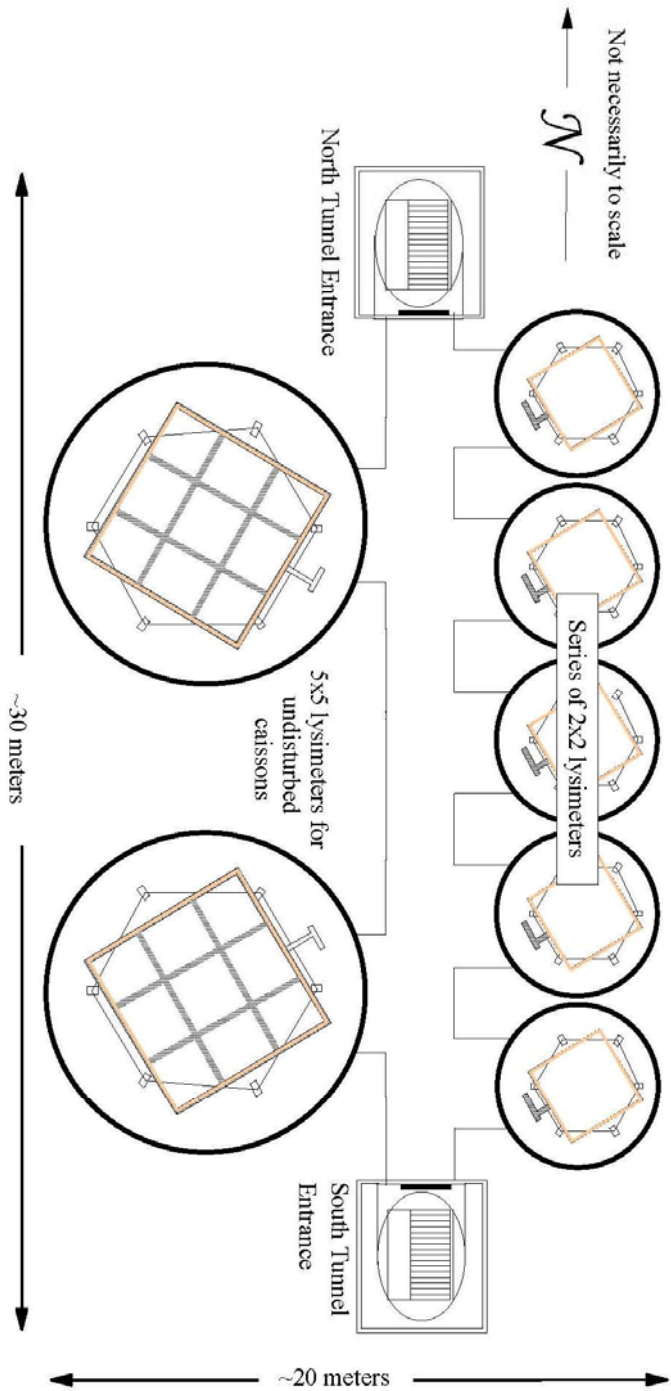 Not necessarily to scale
N
North Tunnel Entrance
Series of 2x2 lysimeters
5x5 lysimeters for
undisturbed
caissons
South Tunnel
Entrance
~30 meters
~20 meters